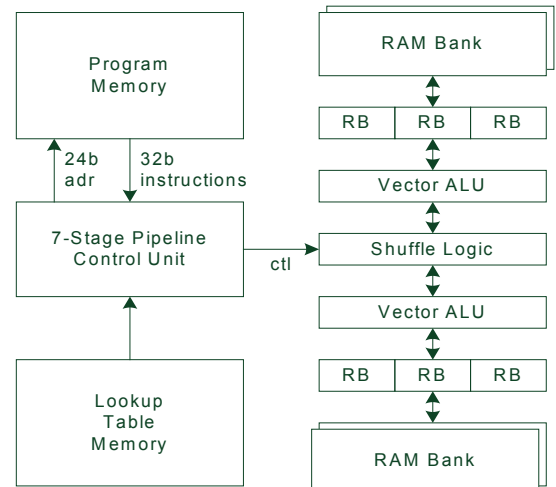 Program
Memory
24b
adr
32b
instructions
7-Stage Pipeline
Control Unit
ctl
Lookup
Table
Memory
RAM Bank
RB RB RB
Vector ALU
Shuffle Logic
Vector ALU
RB RB RB
RAM Bank